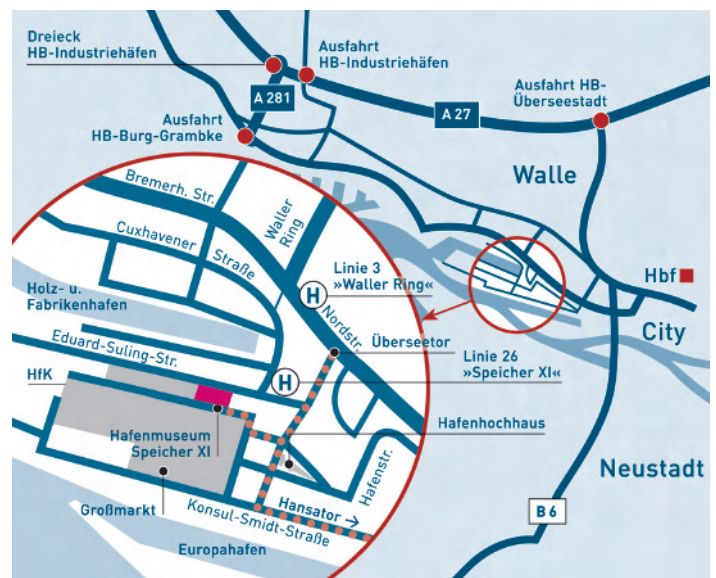 Dreieck
HB-Industriehäfen
Ausfahrt
HB-Industriehäfen
Ausfahrt HB-
Überseestadt
A 281
A 27
Ausfahrt
HB-Burg-Grambke
Walle
Bremerh. Str.
Waller
Ring
Cuxhavener
Straße
Linie 3
»Waller Ring«
Hbf
H
Holz- u.
Fabrikenhafen
Nordstr.
City
Überseetor
Eduard-Suling-Str.
Linie 26
»Speicher XI«
HfK
H
Hafenmuseum
Speicher XI
Hafenhochhaus
Neustadt
Hafenstr.
Großmarkt
Hansator →
Konsul-Smidt-Straße
B 6
Europahafen